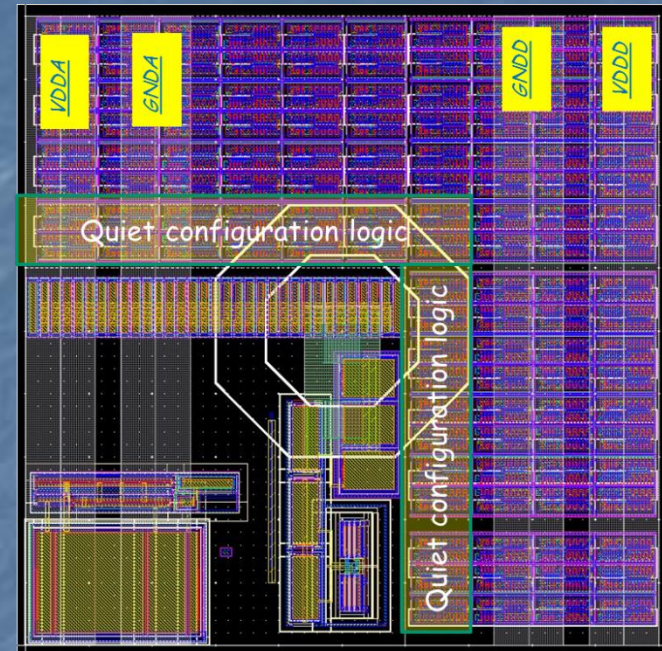 VDDA
GNDA
GNDD
VDDD
Quiet configuration logic
Quiet configuration logic